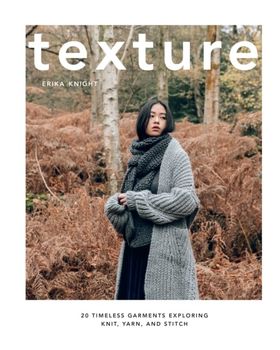 texture
ERIKA KNIGHT
20 TIMELESS GARMENTS EXPLORING
KNIT, YARN, AND STITCH